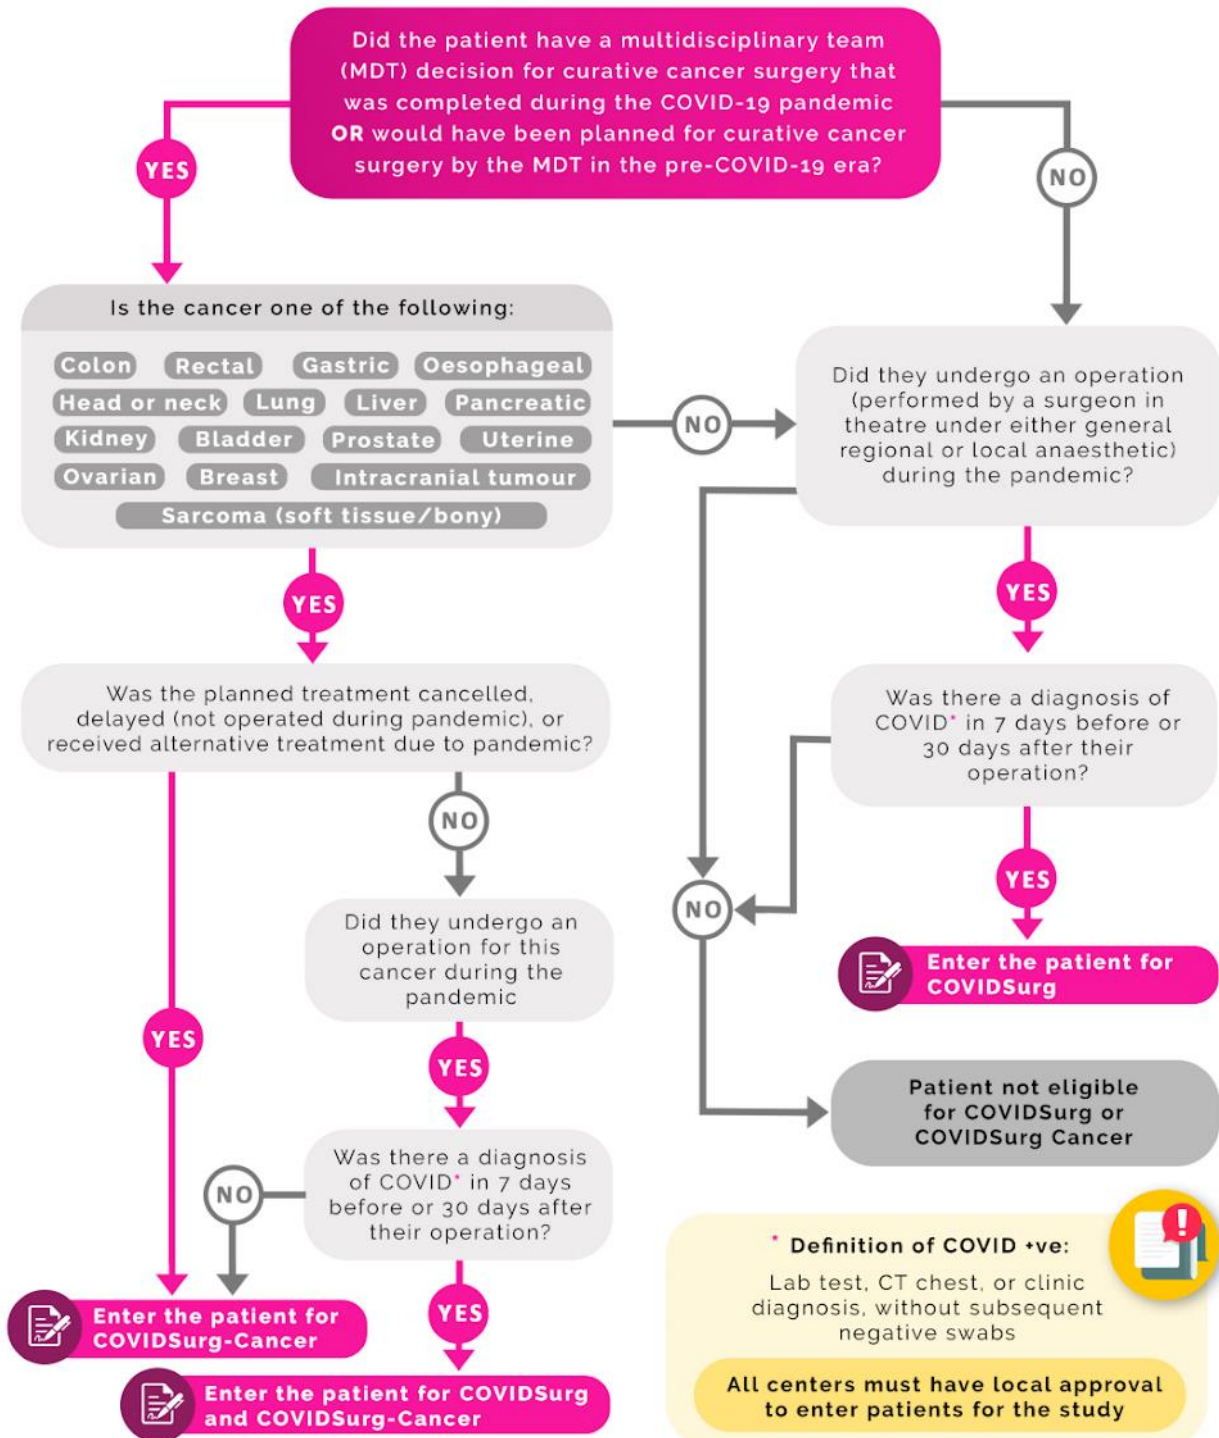 Did the patient have a multidisciplinary team
(MDT) decision for curative cancer surgery that
was completed during the COVID-19 pandemic
OR would have been planned for curative cancer
surgery by the MDT in the pre-COVID-19 era?
YES
NO
Is the cancer one of the following:
Colon Rectal Gastric Oesophageal
Head or neck Lung Liver Pancreatic
Kidney Bladder Prostate Uterine
Ovarian Breast Intracranial tumour
Sarcoma (soft tissue/bony)
NO
Did they undergo an operation
(performed by a surgeon in
theatre under either general
regional or local anaesthetic)
during the pandemic?
YES
YES
Was the planned treatment cancelled,
delayed (not operated during pandemic), or
received alternative treatment due to pandemic?
Was there a diagnosis of
COVID* in 7 days before or
30 days after their
operation?
NO
YES
NO
Did they undergo an
operation for this
cancer during the
pandemic
Enter the patient for
COVIDSurg
YES
YES
Patient not eligible
for COVIDSurg or
COVIDSurg Cancer
Was there a diagnosis
of COVID* in 7 days
before or 30 days after
their operation?
NO
YES
Enter the patient for
COVIDSurg-Cancer
Enter the patient for COVIDSurg
and COVIDSurg-Cancer
* Definition of COVID +ve:
Lab test, CT chest, or clinic
diagnosis, without subsequent
negative swabs
All centers must have local approval
to enter patients for the study
!